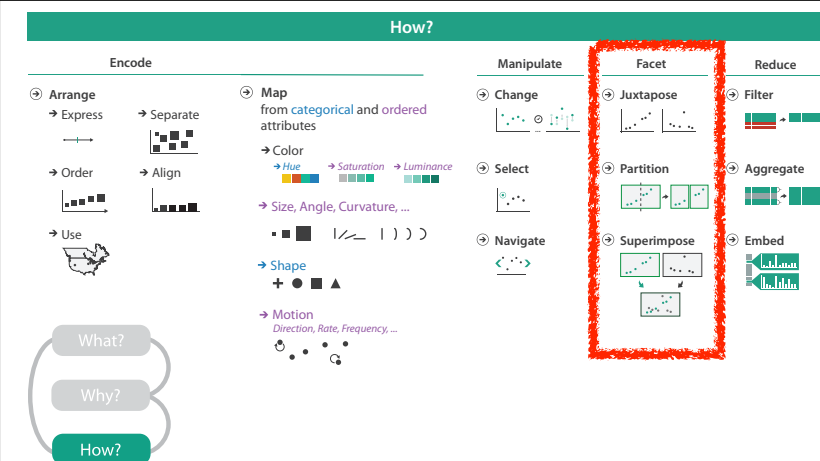 How?
Encode
Arrange
Express
Separate
Order
Align
Use
Map
from categorical and ordered
attributes
Color
Hue
Saturation
Luminance
Size, Angle, Curvature, ...
Shape
Motion
Direction, Rate, Frequency, ...
Manipulate
Change
...
Select
Navigate
Facet
Juxtapose
Partition
Superimpose
Reduce
Filter
Aggregate
Embed
What?
Why?
How?